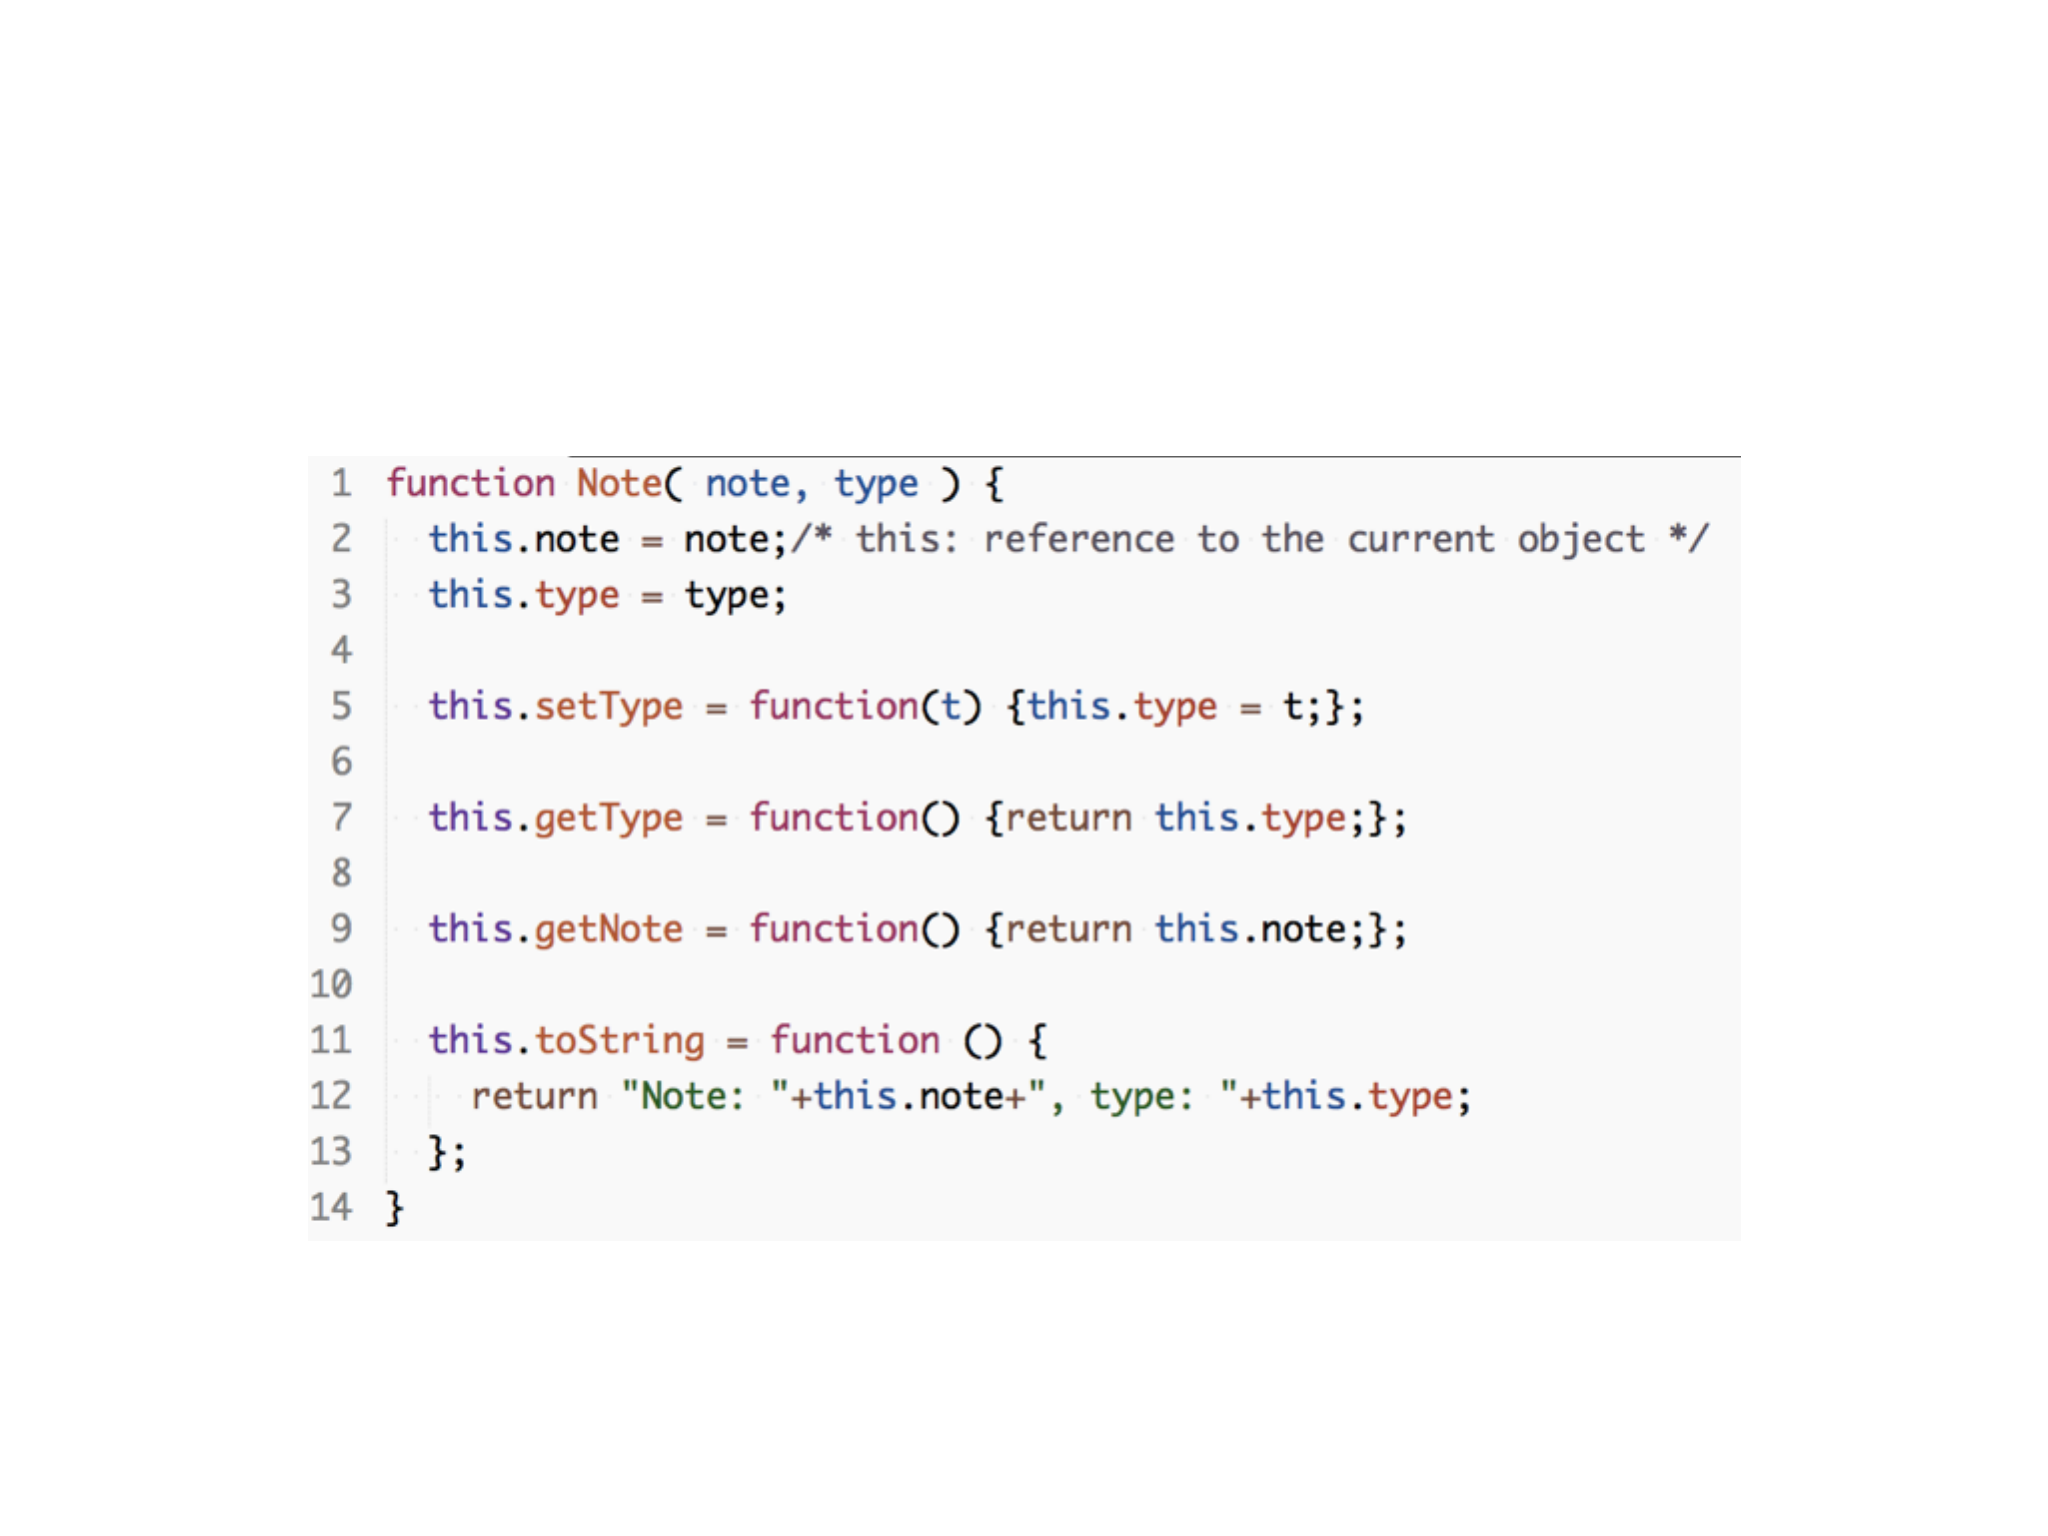 1 function Note( note, type ) {
2 this.note = note;/* this: reference to the current object */
3 this.type = type;
4
5 this.setType = function(t) {this.type = t;};
6
7 this.getType = function() {return this.type;};
8
9 this.getNote = function() {return this.note;};
10
11 this.toString = function () {
12 return "Note: "+this.note+", type: "+this.type;
13 };
14 }